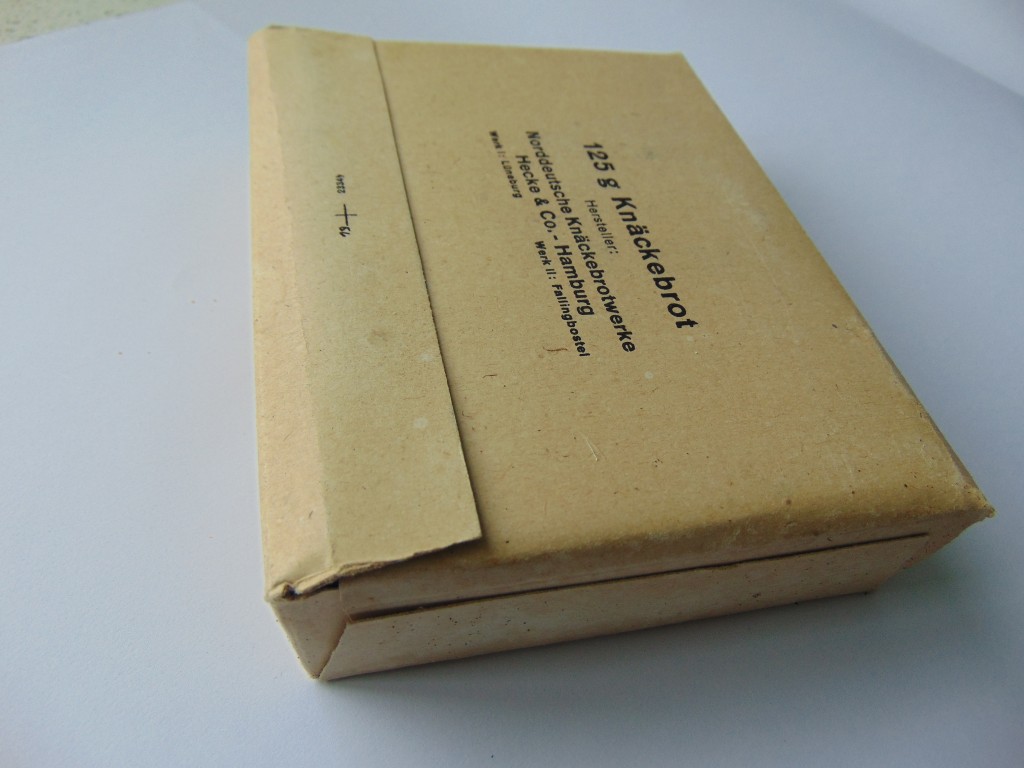 125 g Knäckebrot
Hersteller:
Norddeutsche Knäckebrotwerke
Hecke & Co. - Hamburg
Werk I: Lüneburg Werk II: Fallingbostel